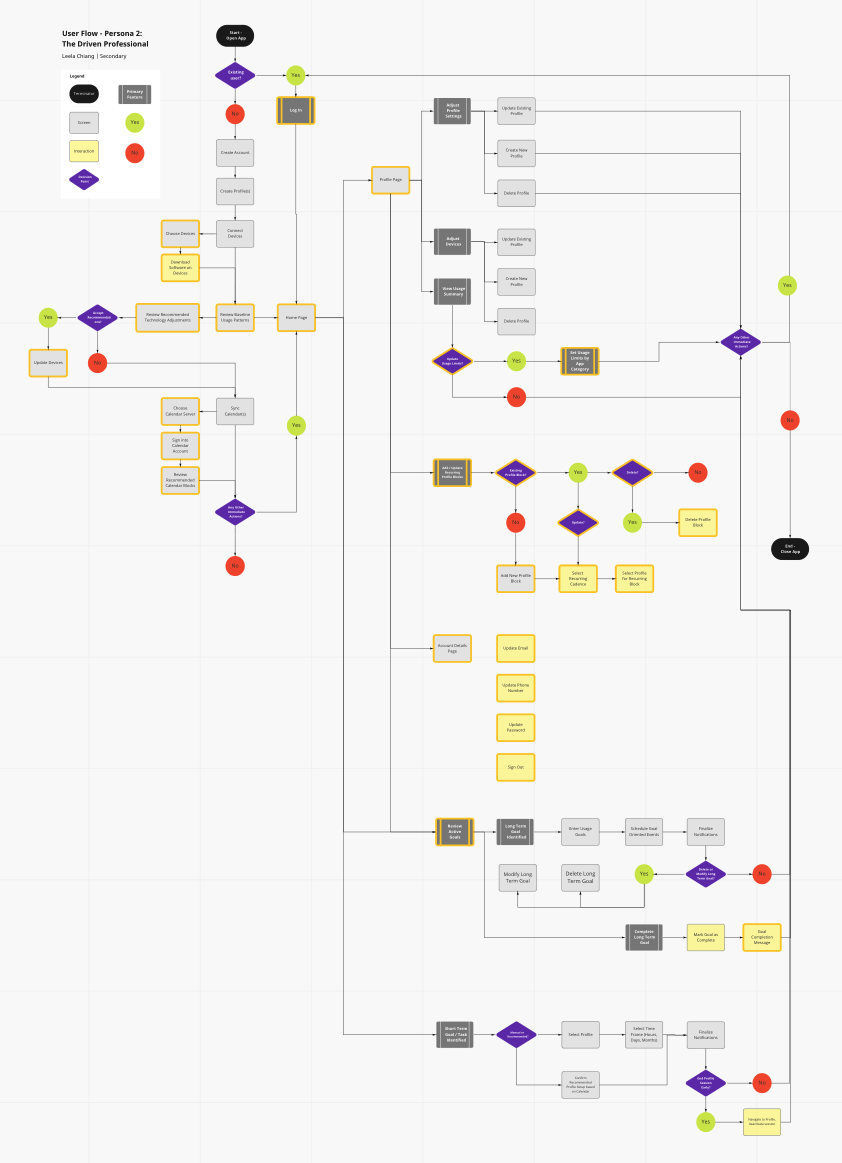 User Flow - Persona 2:
The Driven Professional
Leela Chiang | Secondary
Legend
Terminator
Primary
Feature
Screen
Yes
Interaction
No
Decision
Point
Start -
Open App
Existing
user?
Yes
Log In
No
Create Account
Create Profile(s)
Choose Devices
Connect
Devices
Download
Software on
Devices
Yes
Accept
Recommended
No
Review Recommended
Technology Adjustments
Review Baseline
Usage Patterns
Home Page
Update Devices
Choose
Calendar Server
Sync
Calendar(s)
Sign into
Calendar
Account
Review
Recommended
Calendar Blocks
Yes
Any Other
Immediate
Actions?
No
Profile Page
Adjust
Profile
Settings
Update Existing
Profile
Create New
Profile
Delete Profile
Adjust
Devices
Update Existing
Profile
Create New
Profile
Delete Profile
View Usage
Summary
Update
Usage Limits?
Yes
Set Usage
Limits by
App
Category
No
Any Other
Immediate
Actions?
Yes
No
End -
Close App
Add / Update
Recurring
Profile Blocks
Existing
Profile Block?
Yes
Delete?
No
No
Update?
Yes
Delete Profile
Block
Add New Profile
Block
Select
Recurring
Cadence
Select Profile
for Recurring
Block
Account Details
Page
Update Email
Update Phone
Number
Update
Password
Sign Out
Review
Active
Goals
Long Term
Goal
Identified
Enter Usage
Goals
Schedule Goal
Oriented Events
Finalize
Notifications
Modify Long
Term Goal
Delete Long
Term Goal
Yes
Delete or
Modify Long
Term Goal?
No
Complete
Long Term
Goal
Mark Goal as
Complete
Goal
Completion
Message
Short Term
Goal / Task
Identified
Manual or
Recommended?
Select Profile
Select Time
Frame (Hours,
Days, Months)
Finalize
Notifications
Confirm
Recommended
Profile Setup based
on Calendar
End Profile
Session
Early?
No
Yes
Navigate to Profile,